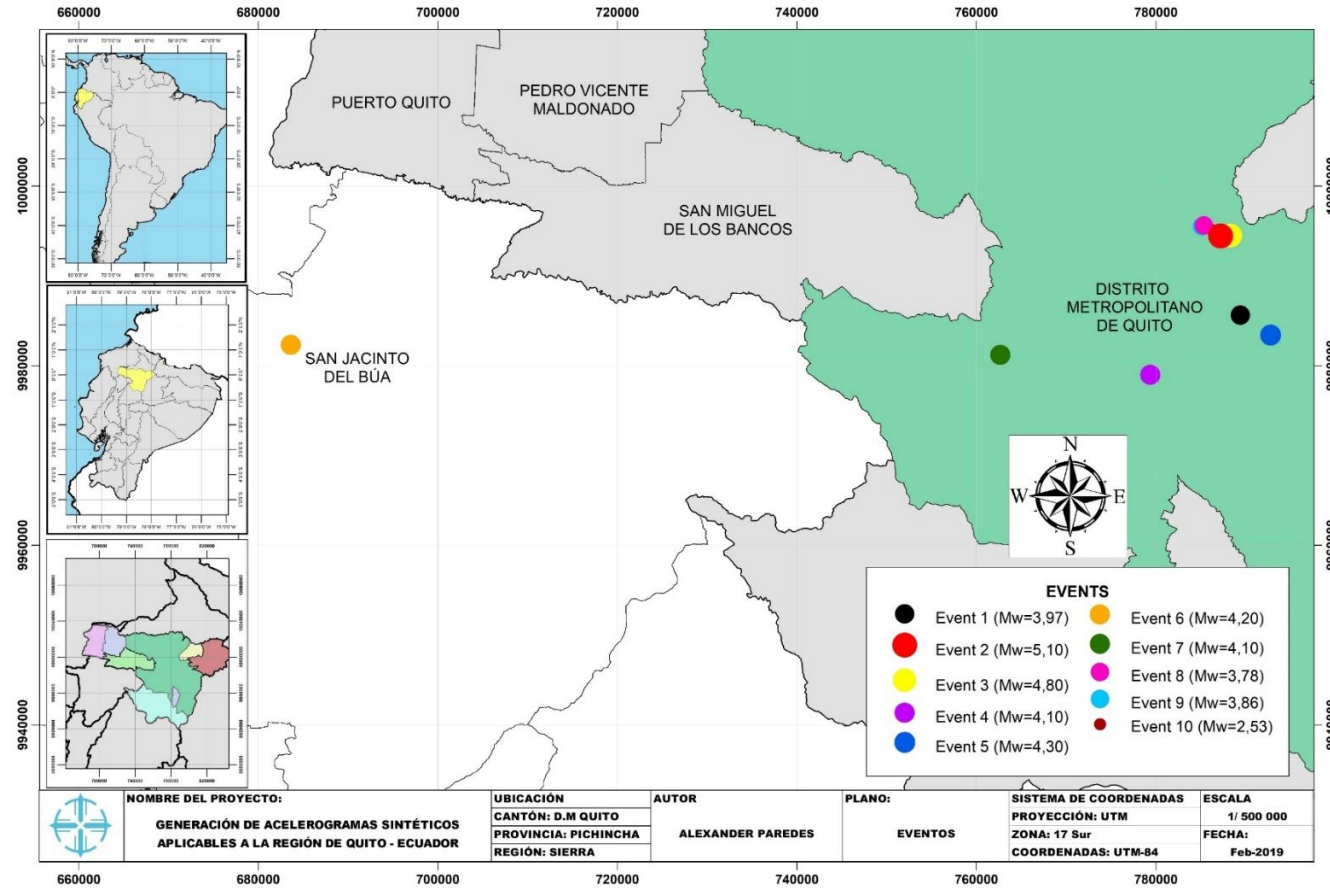 660000 680000 700000 720000 740000 760000 780000
PUERTO QUITO
PEDRO VICENTE
MALDONADO
SAN MIGUEL
DE LOS BANCOS
DISTRITO
METROPOLITANO
DE QUITO
SAN JACINTO
DEL BÚA
10000000
9980000
9960000
9940000
N
W E
S
EVENTS
Event 1 (Mw=3,97)
Event 2 (Mw=5,10)
Event 3 (Mw=4,80)
Event 4 (Mw=4,10)
Event 5 (Mw=4,30)
Event 6 (Mw=4,20)
Event 7 (Mw=4,10)
Event 8 (Mw=3,78)
Event 9 (Mw=3,86)
Event 10 (Mw=2,53)
NOMBRE DEL PROYECTO:
GENERACIÓN DE ACELEROGRAMAS SINTÉTICOS
APLICABLES A LA REGIÓN DE QUITO - ECUADOR
UBICACIÓN
CANTÓN: D.M QUITO
PROVINCIA: PICHINCHA
REGIÓN: SIERRA
AUTOR
ALEXANDER PAREDES
PLANO:
EVENTOS
SISTEMA DE COORDENADAS
PROYECCIÓN: UTM
ZONA: 17 Sur
COORDENADAS: UTM-84
ESCALA
1/ 500 000
FECHA:
Feb-2019
660000 680000 700000 720000 740000 760000 780000